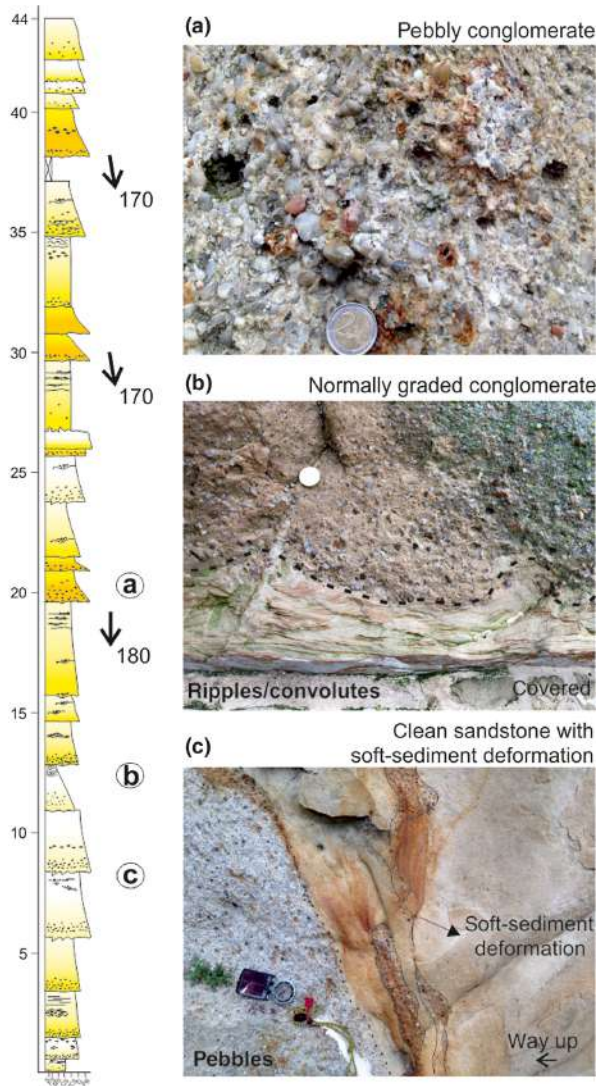 44
40
35
30
25
20
15
10
5
170
170
180
a
b
c
(a) Pebbly conglomerate
2
(b) Normally graded conglomerate
Ripples/convolutes Covered
(c) Clean sandstone with
soft-sediment deformation
Soft-sediment
deformation
Way up
Pebbles